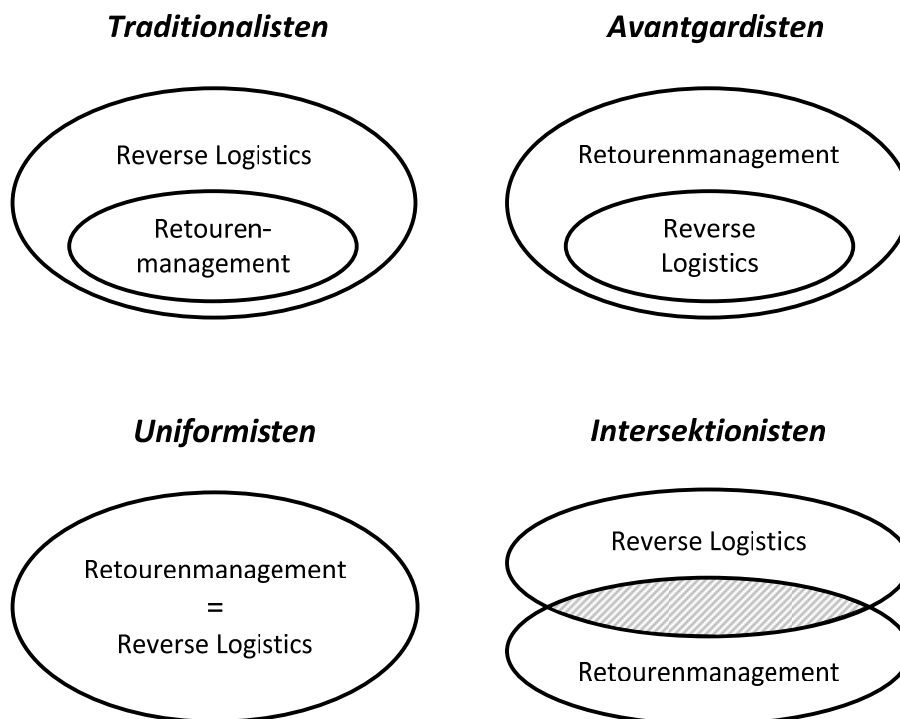 Traditionalisten
Reverse Logistics
Retouren-
management
Avantgardisten
Retourenmanagement
Reverse
Logistics
Uniformisten
Retourenmanagement
=
Reverse Logistics
Intersektionisten
Reverse Logistics
Retourenmanagement